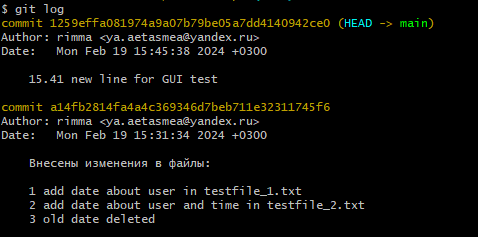 $ git log
commit 1259effa081974a9a07b79be05a7dd4140942ce0 (HEAD -> main)
Author: rimma <ya.aetasmea@yandex.ru>
Date:   Mon Feb 19 15:45:38 2024 +0300
15.41 new line for GUI test
commit a14fb2814fa4a4c369346d7beb711e32311745f6
Author: rimma <ya.aetasmea@yandex.ru>
Date:   Mon Feb 19 15:31:34 2024 +0300
Внесены изменения в файлы:
1 add date about user in testfile_1.txt
2 add date about user and time in testfile_2.txt
3 old date deleted